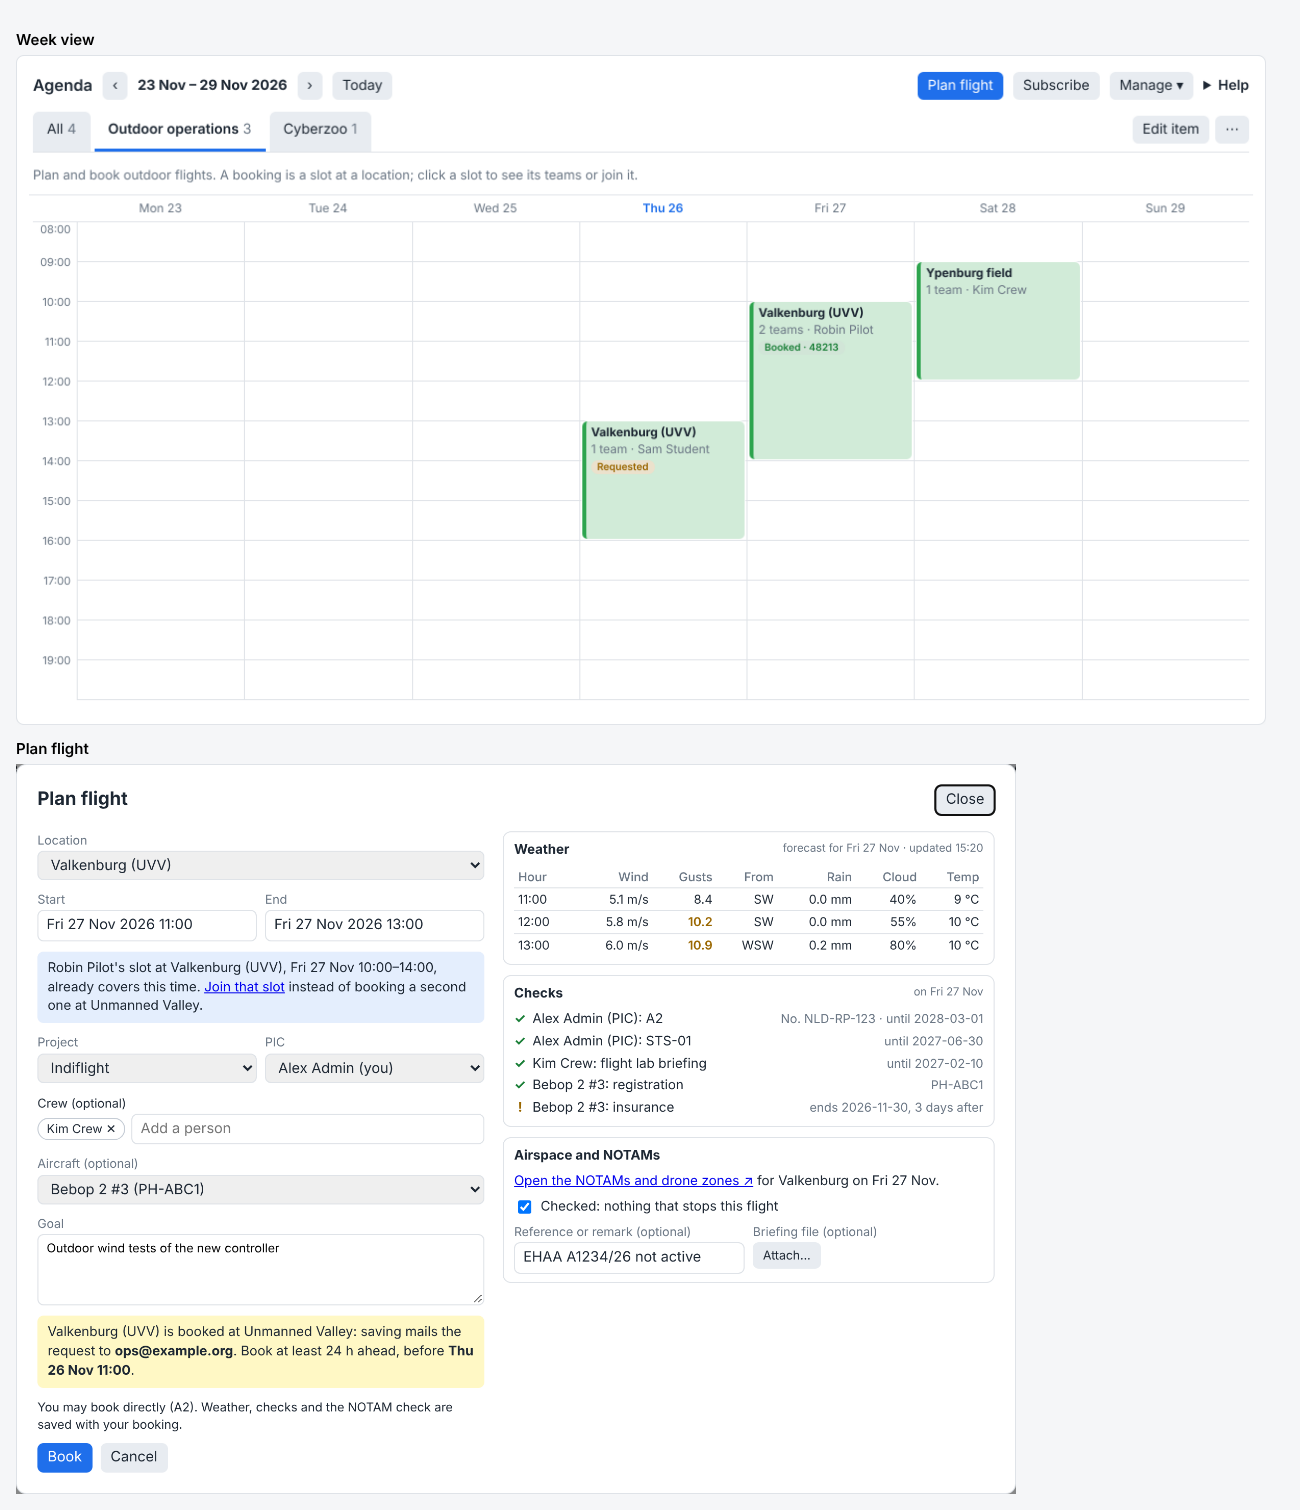 Week view
Agenda ‹ 23 Nov – 29 Nov 2026 › Today Plan flight Subscribe Manage ▾ ▶ Help
All 4 Outdoor operations 3 Cyberzoo 1 Edit item ···
Plan and book outdoor flights. A booking is a slot at a location; click a slot to see its teams or join it.
Mon 23 Tue 24 Wed 25 Thu 26 Fri 27 Sat 28 Sun 29
08:00
09:00
Ypenburg field
1 team · Kim Crew
10:00
Valkenburg (UVV)
2 teams · Robin Pilot
11:00
Booked · 48213
12:00
13:00
Valkenburg (UVV)
1 team · Sam Student
14:00
Requested
15:00
16:00
17:00
18:00
19:00
Plan flight
Plan flight
Close
Location
Valkenburg (UVV)
Start End
Fri 27 Nov 2026 11:00 Fri 27 Nov 2026 13:00
Robin Pilot's slot at Valkenburg (UVV), Fri 27 Nov 10:00–14:00,
already covers this time. Join that slot instead of booking a second
one at Unmanned Valley.
Project PIC
Indiflight Alex Admin (you)
Crew (optional)
Kim Crew ✕ Add a person
Aircraft (optional)
Bebop 2 #3 (PH-ABC1)
Goal
Outdoor wind tests of the new controller
Valkenburg (UVV) is booked at Unmanned Valley: saving mails the
request to ops@example.org. Book at least 24 h ahead, before Thu
26 Nov 11:00.
You may book directly (A2). Weather, checks and the NOTAM check are
saved with your booking.
Book Cancel
Weather forecast for Fri 27 Nov · updated 15:20
Hour Wind Gusts From Rain Cloud Temp
11:00 5.1 m/s 8.4 SW 0.0 mm 40% 9 °C
12:00 5.8 m/s 10.2 SW 0.0 mm 55% 10 °C
13:00 6.0 m/s 10.9 WSW 0.2 mm 80% 10 °C
Checks on Fri 27 Nov
✓ Alex Admin (PIC): A2 No. NLD-RP-123 · until 2028-03-01
✓ Alex Admin (PIC): STS-01 until 2027-06-30
✓ Kim Crew: flight lab briefing until 2027-02-10
✓ Bebop 2 #3: registration PH-ABC1
! Bebop 2 #3: insurance ends 2026-11-30, 3 days after
Airspace and NOTAMs
Open the NOTAMs and drone zones ↗ for Valkenburg on Fri 27 Nov.
Checked: nothing that stops this flight
Reference or remark (optional) Briefing file (optional)
EHAA A1234/26 not active Attach...